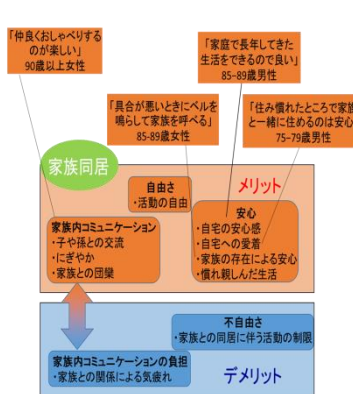 「仲良くおしゃべりする
のが楽しい」
90歳以上女性
「家庭で長年してきた
生活をできるので良い」
85-89歳男性
「具合が悪いときにベルを
鳴らして家族を呼べる」
85-89歳女性
「住み慣れたところで家族
と一緒に住めるのは安心
75-79歳男性
家族同居
メリット
自由さ
・活動の自由
安心
・自宅の安心感
・自宅への愛着
・家族の存在による安心
・慣れ親しんだ生活
家族内コミュニケーション
・子や孫との交流
・にぎやか
・家族との団欒
不自由さ
・家族との同居に伴う活動の制限
家族内コミュニケーションの負担
・家族との関係による気疲れ
デメリット